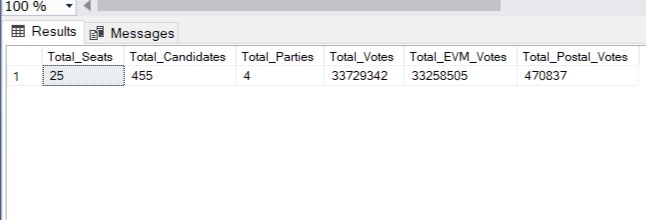 100 %
Results Messages
Total_Seats Total_Candidates Total_Parties Total_Votes Total_EVM_Votes Total_Postal_Votes
1 25 455 4 33729342 33258505 470837